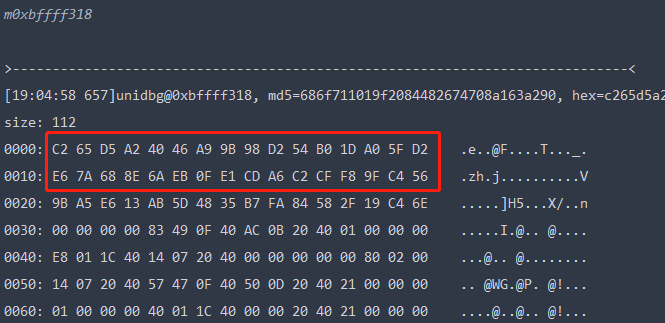 m0xbffff318
>-----------------------------------------------------------------------------<
[19:04:58 657]unidbg@0xbffff318, md5=686f711019f2084482674708a163a290, hex=c265d5a2
size: 112
0000: C2 65 D5 A2 40 46 A9 9B 98 D2 54 B0 1D A0 5F D2    .e..@F....T..._.
0010: E6 7A 68 8E 6A EB 0F E1 CD A6 C2 CF F8 9F C4 56    .zh.j..........V
0020: 9B A5 E6 13 AB 5D 48 35 B7 FA 84 58 2F 19 C4 6E    .....]H5...X/..n
0030: 00 00 00 00 83 49 0F 40 AC 0B 20 40 01 00 00 00    .....I.@.. @....
0040: E8 01 1C 40 14 07 20 40 00 00 00 00 00 80 02 00    ...@.. @........
0050: 14 07 20 40 57 47 0F 40 50 0D 20 40 21 00 00 00    .. @WG.@P. @!...
0060: 01 00 00 00 40 01 1C 40 00 00 20 40 21 00 00 00    ....@..@.. @!...